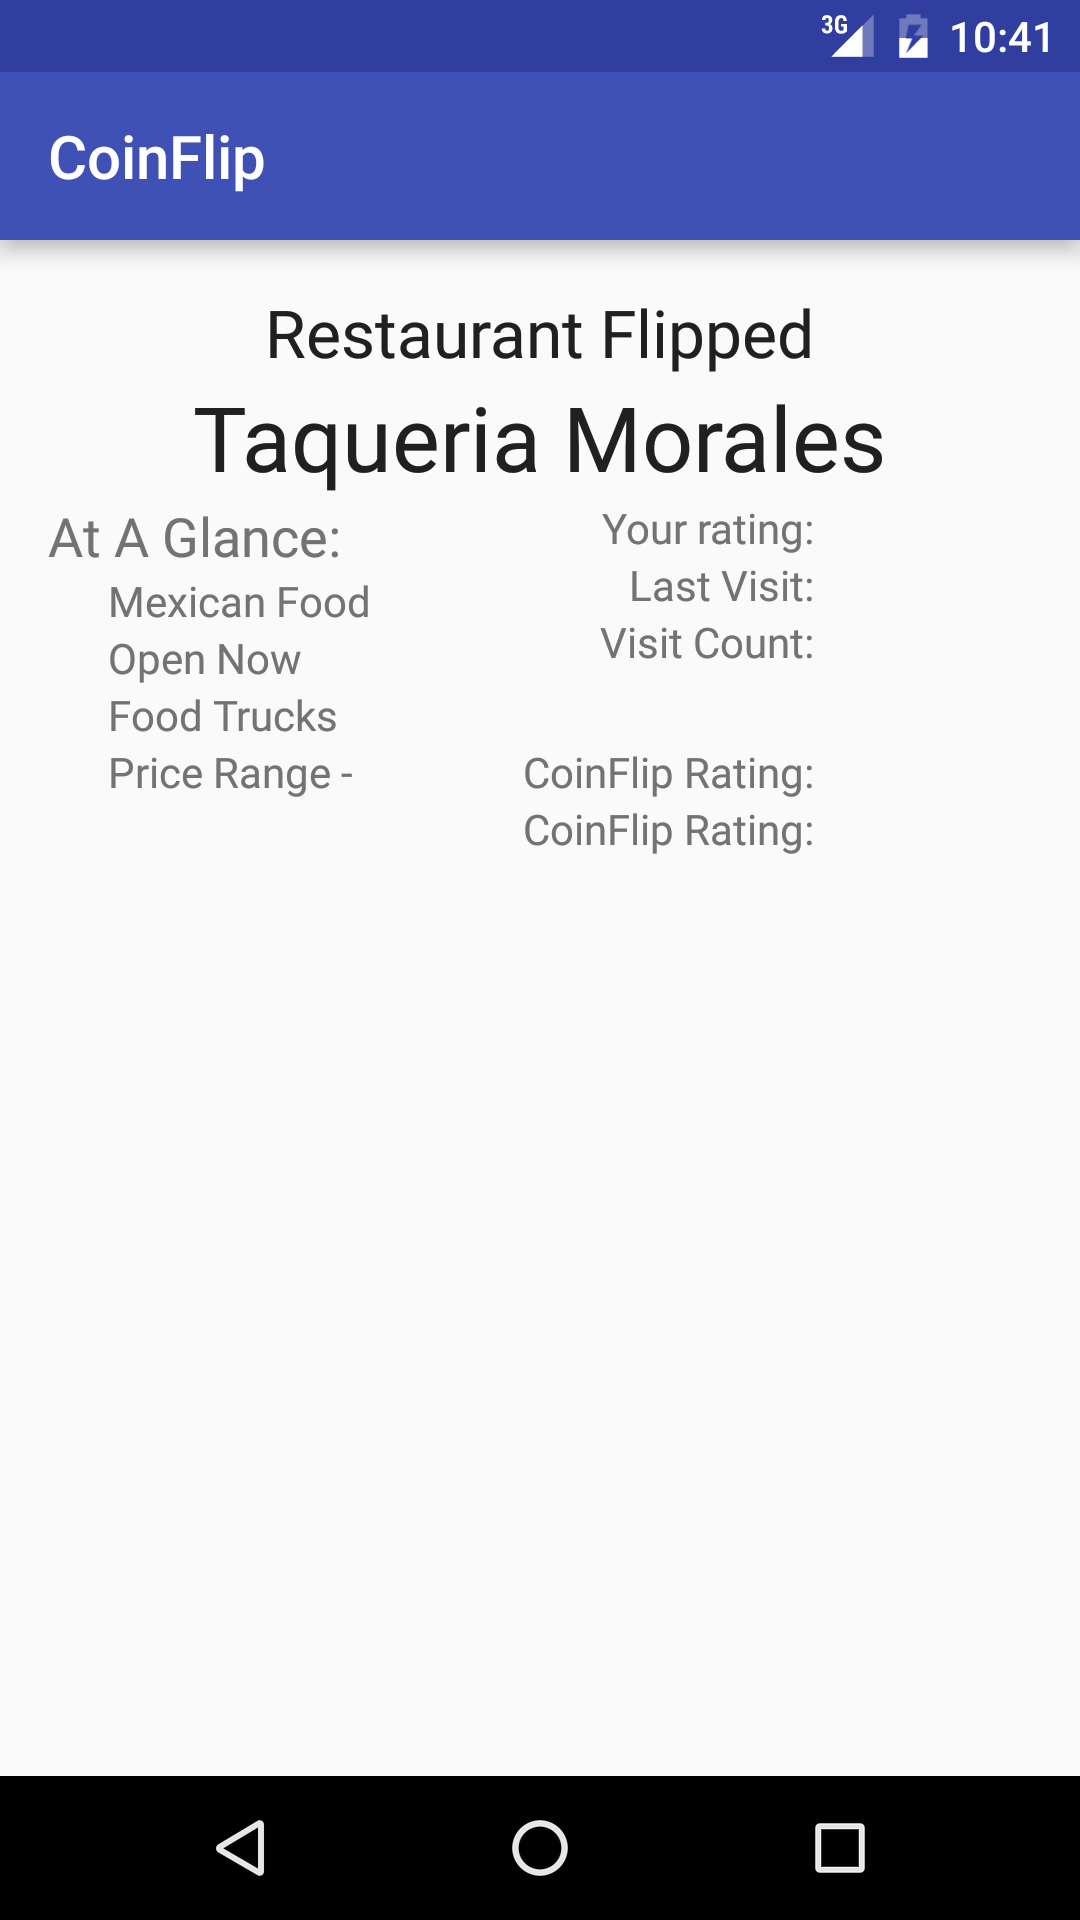 3G 10:41
CoinFlip
Restaurant Flipped
Taqueria Morales
At A Glance:
Mexican Food
Open Now
Food Trucks
Price Range -
Your rating:
Last Visit:
Visit Count:
CoinFlip Rating:
CoinFlip Rating: